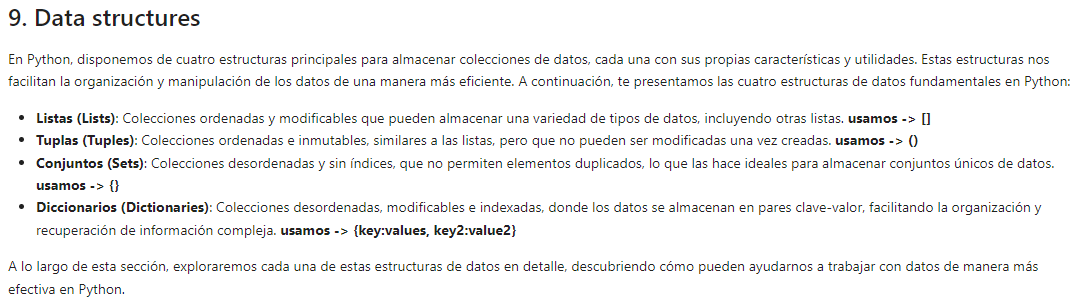 9. Data structures
En Python, disponemos de cuatro estructuras principales para almacenar colecciones de datos, cada una con sus propias características y utilidades. Estas estructuras nos
facilitan la organización y manipulación de los datos de una manera más eficiente. A continuación, te presentamos las cuatro estructuras de datos fundamentales en Python:
• Listas (Lists): Colecciones ordenadas y modificables que pueden almacenar una variedad de tipos de datos, incluyendo otras listas. usamos -> []
• Tuplas (Tuples): Colecciones ordenadas e inmutables, similares a las listas, pero que no pueden ser modificadas una vez creadas. usamos -> ()
• Conjuntos (Sets): Colecciones desordenadas y sin índices, que no permiten elementos duplicados, lo que las hace ideales para almacenar conjuntos únicos de datos.
usamos -> {}
• Diccionarios (Dictionaries): Colecciones desordenadas, modificables e indexadas, donde los datos se almacenan en pares clave-valor, facilitando la organización y
recuperación de información compleja. usamos -> {key:values, key2:value2}
A lo largo de esta sección, exploraremos cada una de estas estructuras de datos en detalle, descubriendo cómo pueden ayudarnos a trabajar con datos de manera más
efectiva en Python.